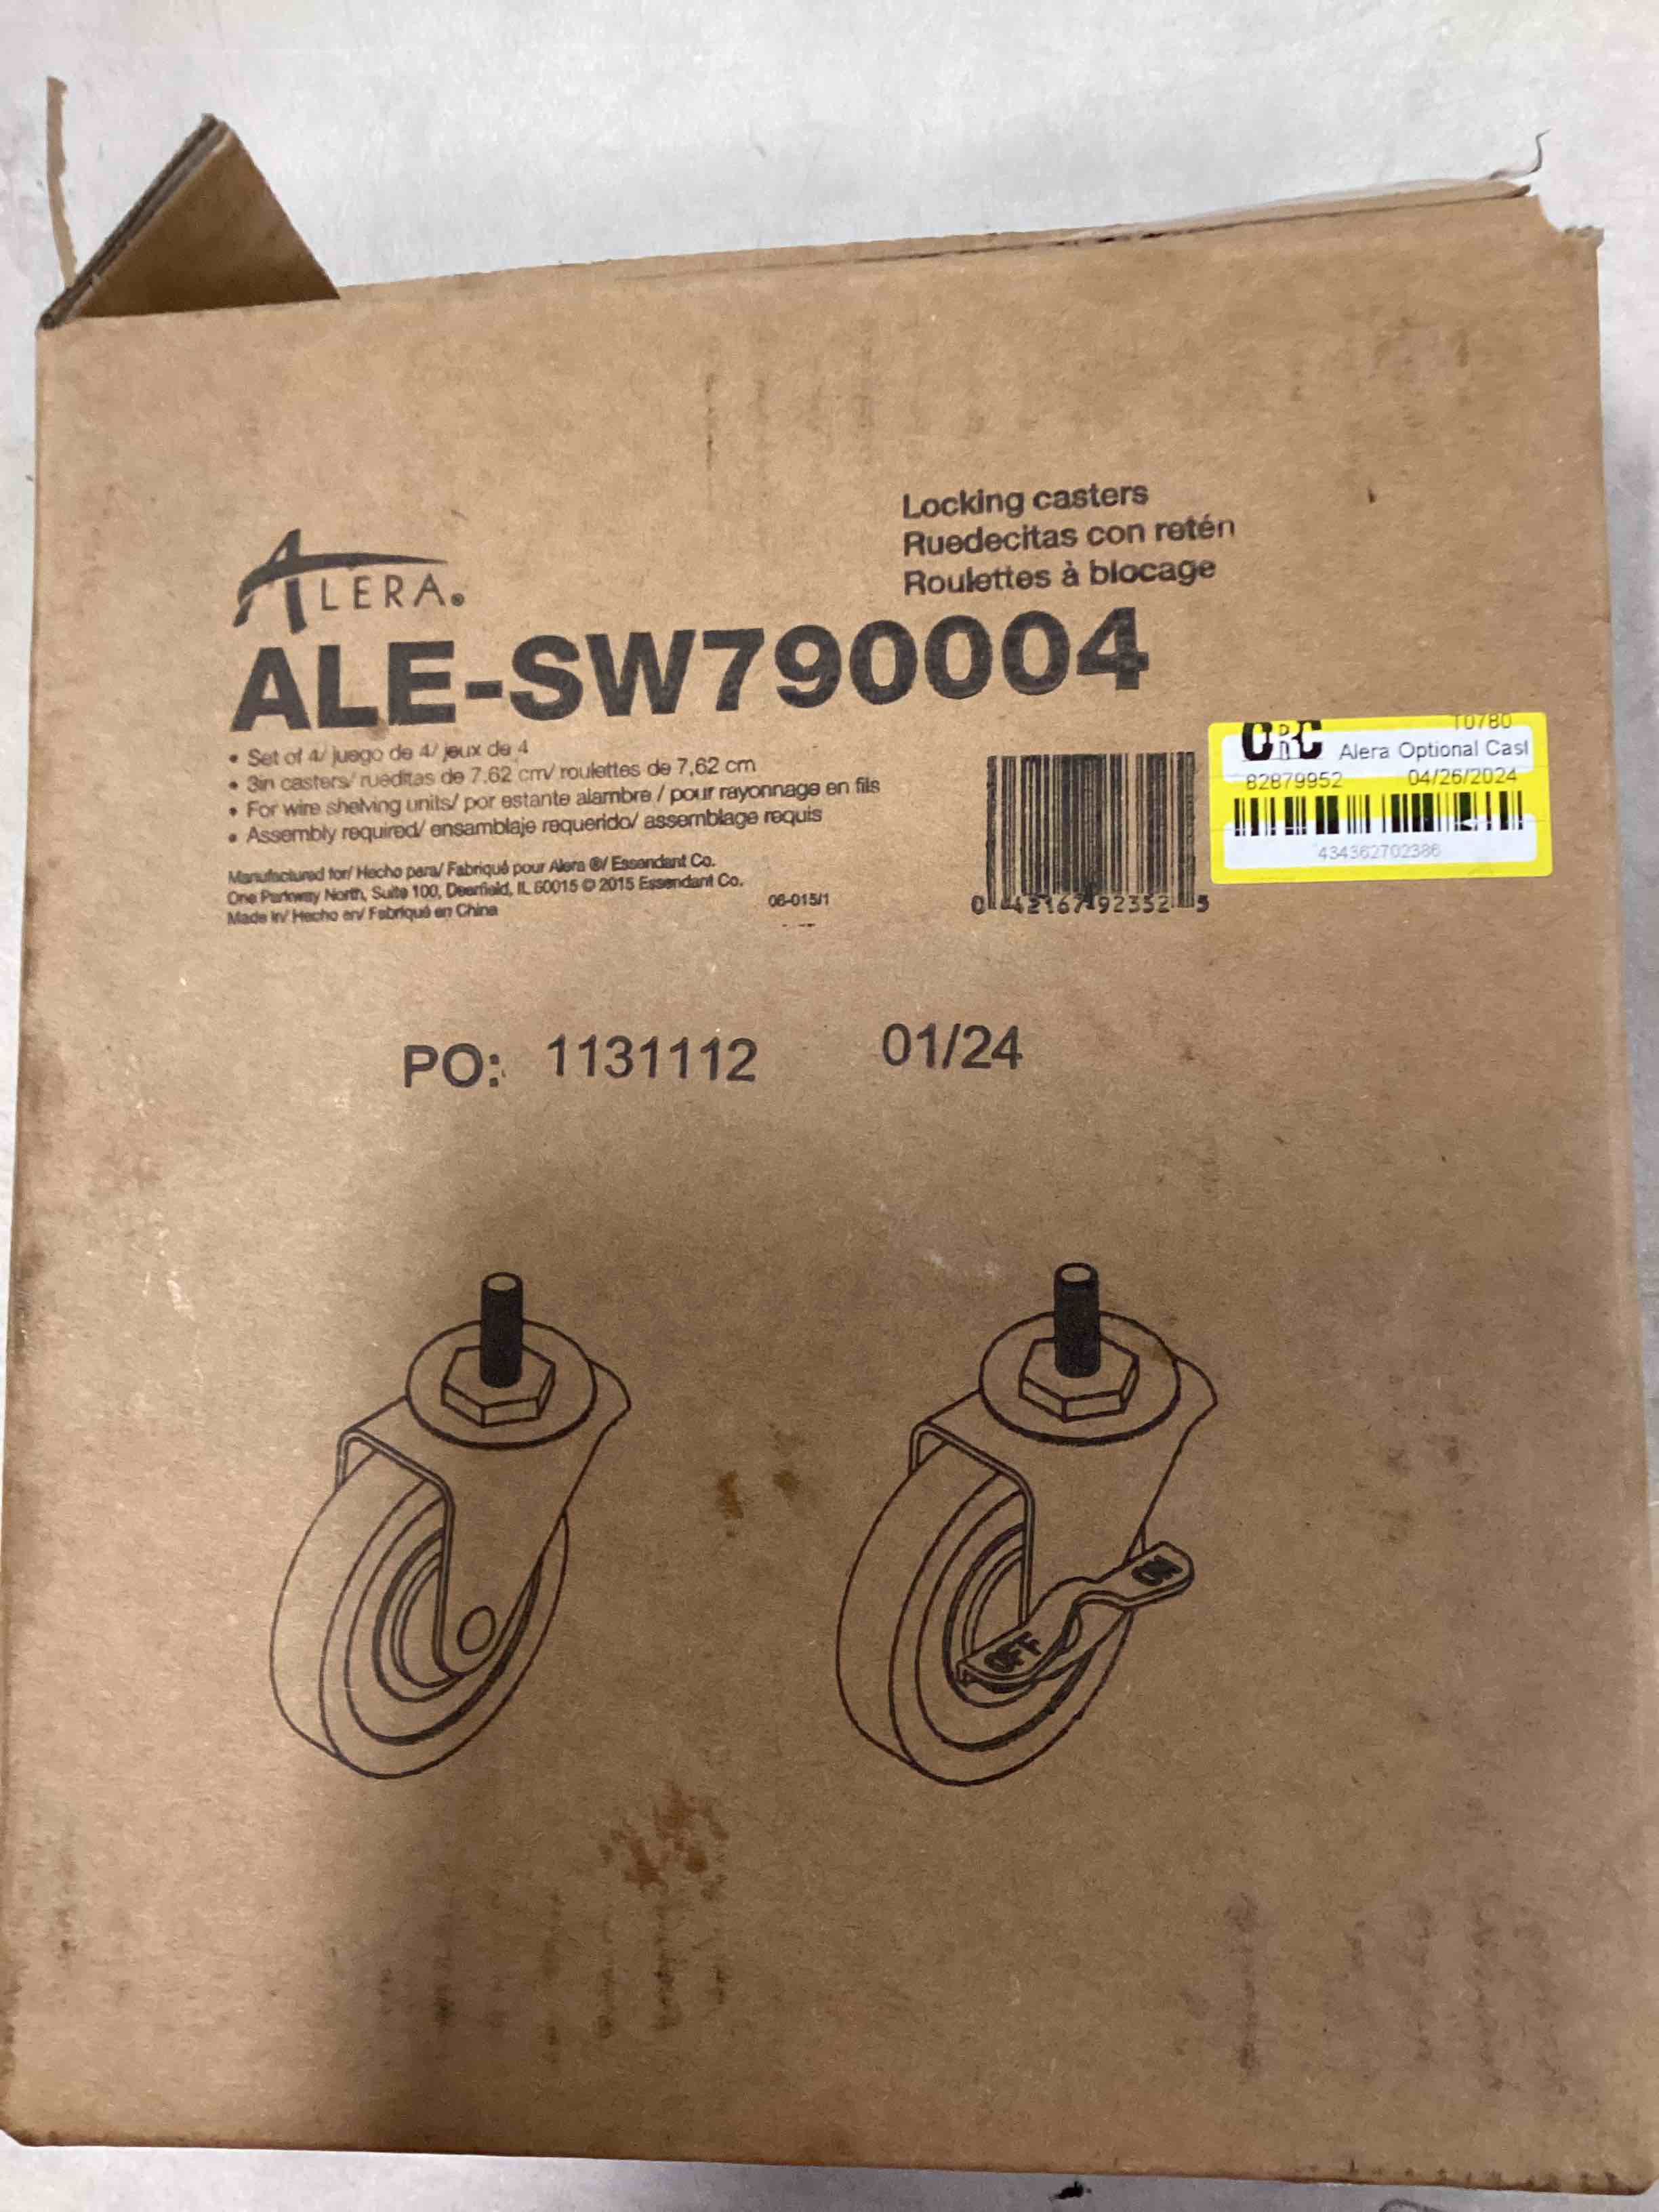 Locking casters
Ruedecitas con retén
Roulettes à blocage
ALERA®
ALE-SW790004
• Set of 4/ juego de 4/ jeux de 4
• 3in casters/ rueditas de 7.62 cm/ roulettes de 7,62 cm
• For wire shelving units/ por estante alambre / pour rayonnage en fils
• Assembly required/ ensamblaje requerido/ assemblage requis
Manufactured for/ Hecho para/ Fabriqué pour Alera ®/ Essendant Co.
One Parkway North, Suite 100, Deerfield, IL 60015 © 2015 Essendant Co.
Made in/ Hecho en/ Fabriqué en China
06-015/1
0 42167 92352 5
T0780
CRC Alera Optional Cast
82879952 04/26/2024
434362702386
PO: 1131112 01/24
ON
OFF